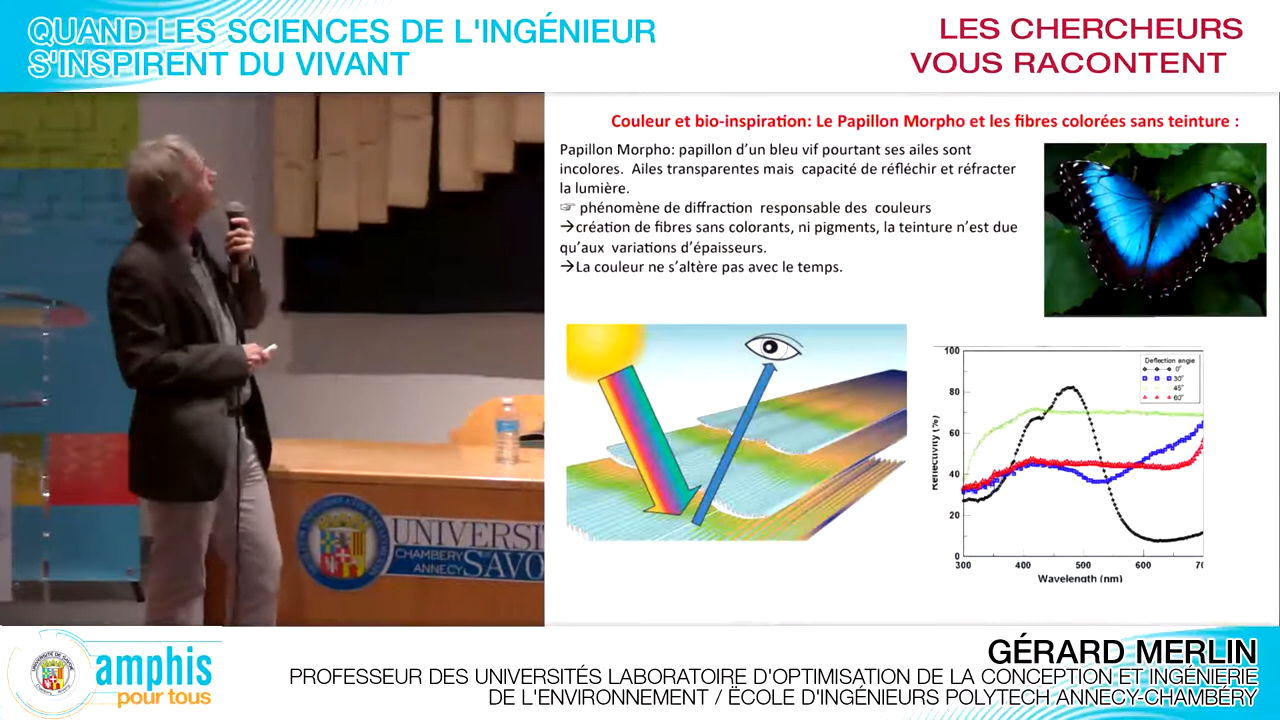 QUAND LES SCIENCES DE L'INGÉNIEUR
S'INSPIRENT DU VIVANT
LES CHERCHEURS
VOUS RACONTENT
Couleur et bio-inspiration: Le Papillon Morpho et les fibres colorées sans teinture :
Papillon Morpho: papillon d'un bleu vif pourtant ses ailes sont
incolores. Ailes transparentes mais capacité de réfléchir et réfracter
la lumière.
☞ phénomène de diffraction responsable des couleurs
→création de fibres sans colorants, ni pigments, la teinture n'est due
qu'aux variations d'épaisseurs.
→La couleur ne s'altère pas avec le temps.
Deflection angle
0°
30°
45°
60°
100
80
60
40
20
0
Reflectivity (%)
300 400 500 600 70
Wavelength (nm)
UNIVERSI
CHAMBÉRY
ANNECY
SAVO
amphis
pour tous
GÉRARD MERLIN
PROFESSEUR DES UNIVERSITÉS LABORATOIRE D'OPTIMISATION DE LA CONCEPTION ET INGÉNIERIE
DE L'ENVIRONNEMENT / ËCOLE D'INGÉNIEURS POLYTECH ANNECY-CHAMBÉRY